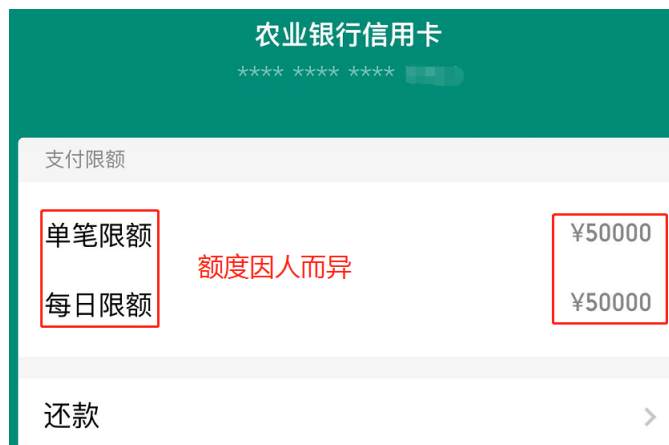 农业银行信用卡
**** **** ****
支付限额
单笔限额 ¥50000
额度因人而异
每日限额 ¥50000
还款